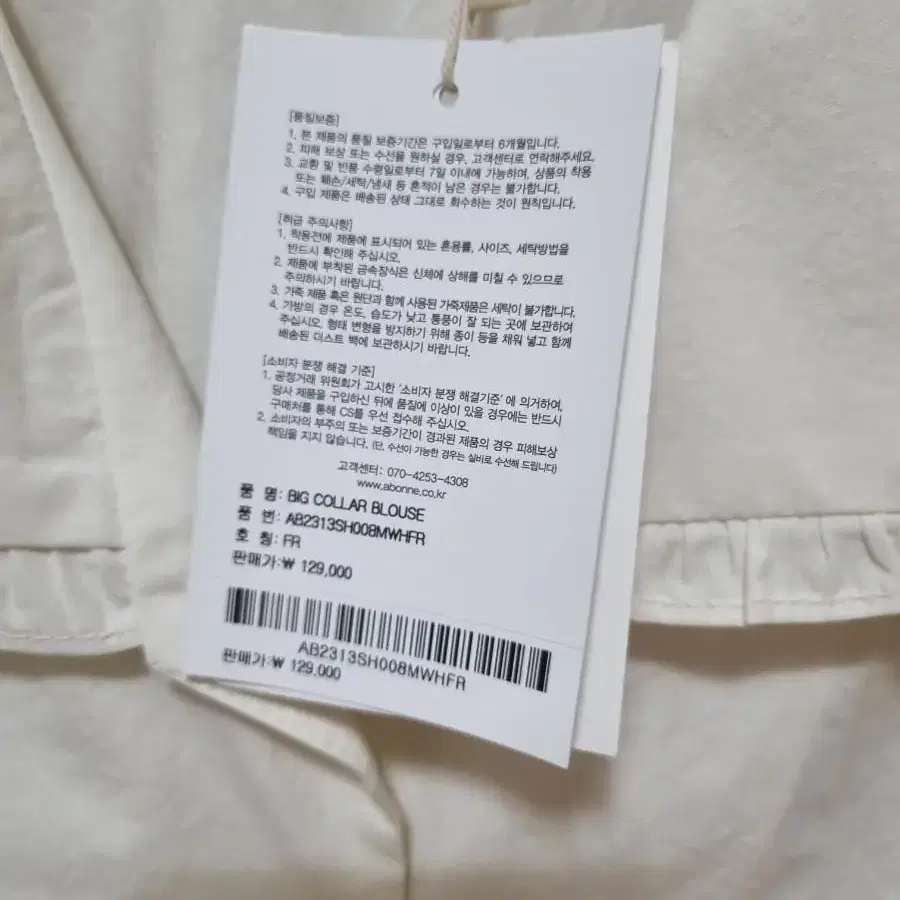 [품질보증]
1. 본 제품의 품질 보증기간은 구입일로부터 6개월입니다.
2. 피해 보상 또는 수선을 원하실 경우, 고객센터로 연락해주세요.
3. 교환 및 반품 수령일로부터 7일 이내에 가능하며, 상품의 착용
또는 훼손/세탁/냄새 등 흔적이 남은 경우는 불가합니다.
4. 구입 제품은 배송된 상태 그대로 회수하는 것이 원칙입니다.
[취급 주의사항]
1. 착용전에 제품에 표시되어 있는 혼용률, 사이즈, 세탁방법을
반드시 확인해 주십시오.
2. 제품에 부착된 금속장식은 신체에 상해를 미칠 수 있으므로
주의하시기 바랍니다.
3. 가죽 제품 혹은 원단과 함께 사용된 가죽제품은 세탁이 불가합니다.
4. 가방의 경우 온도, 습도가 낮고 통풍이 잘 되는 곳에 보관하여
주십시오. 형태 변형을 방지하기 위해 종이 등을 채워 넣고 함께
배송된 더스트 백에 보관하시기 바랍니다.
[소비자 분쟁 해결 기준]
1. 공정거래 위원회가 고시한 '소비자 분쟁 해결기준' 에 의거하여,
당사 제품을 구입하신 뒤에 품질에 이상이 있을 경우에는 반드시
구매처를 통해 CS를 우선 접수해 주십시오.
2. 소비자의 부주의 또는 보증기간이 경과된 제품의 경우 피해보상
책임을 지지 않습니다. (단, 수선이 가능한 경우는 실비로 수선해 드립니다)
고객센터: 070-4253-4308
www.abonne.co.kr
품 명: BIG COLLAR BLOUSE
품 번: AB2313SH008MWHFR
호 칭: FR
판매가:₩ 129,000
AB2313SH008MWHFR
판매가:₩ 129,000